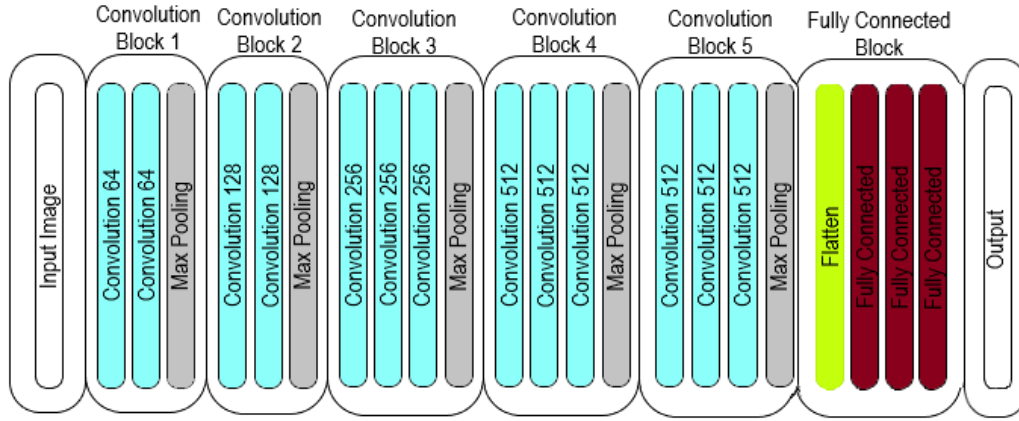 Convolution
Block 1
Convolution
Block 2
Convolution
Block 3
Convolution
Block 4
Convolution
Block 5
Fully Connected
Block
Input Image
Convolution 64
Convolution 64
Max Pooling
Convolution 128
Convolution 128
Max Pooling
Convolution 256
Convolution 256
Convolution 256
Max Pooling
Convolution 512
Convolution 512
Convolution 512
Max Pooling
Convolution 512
Convolution 512
Convolution 512
Max Pooling
Flatten
Fully Connected
Fully Connected
Fully Connected
Output